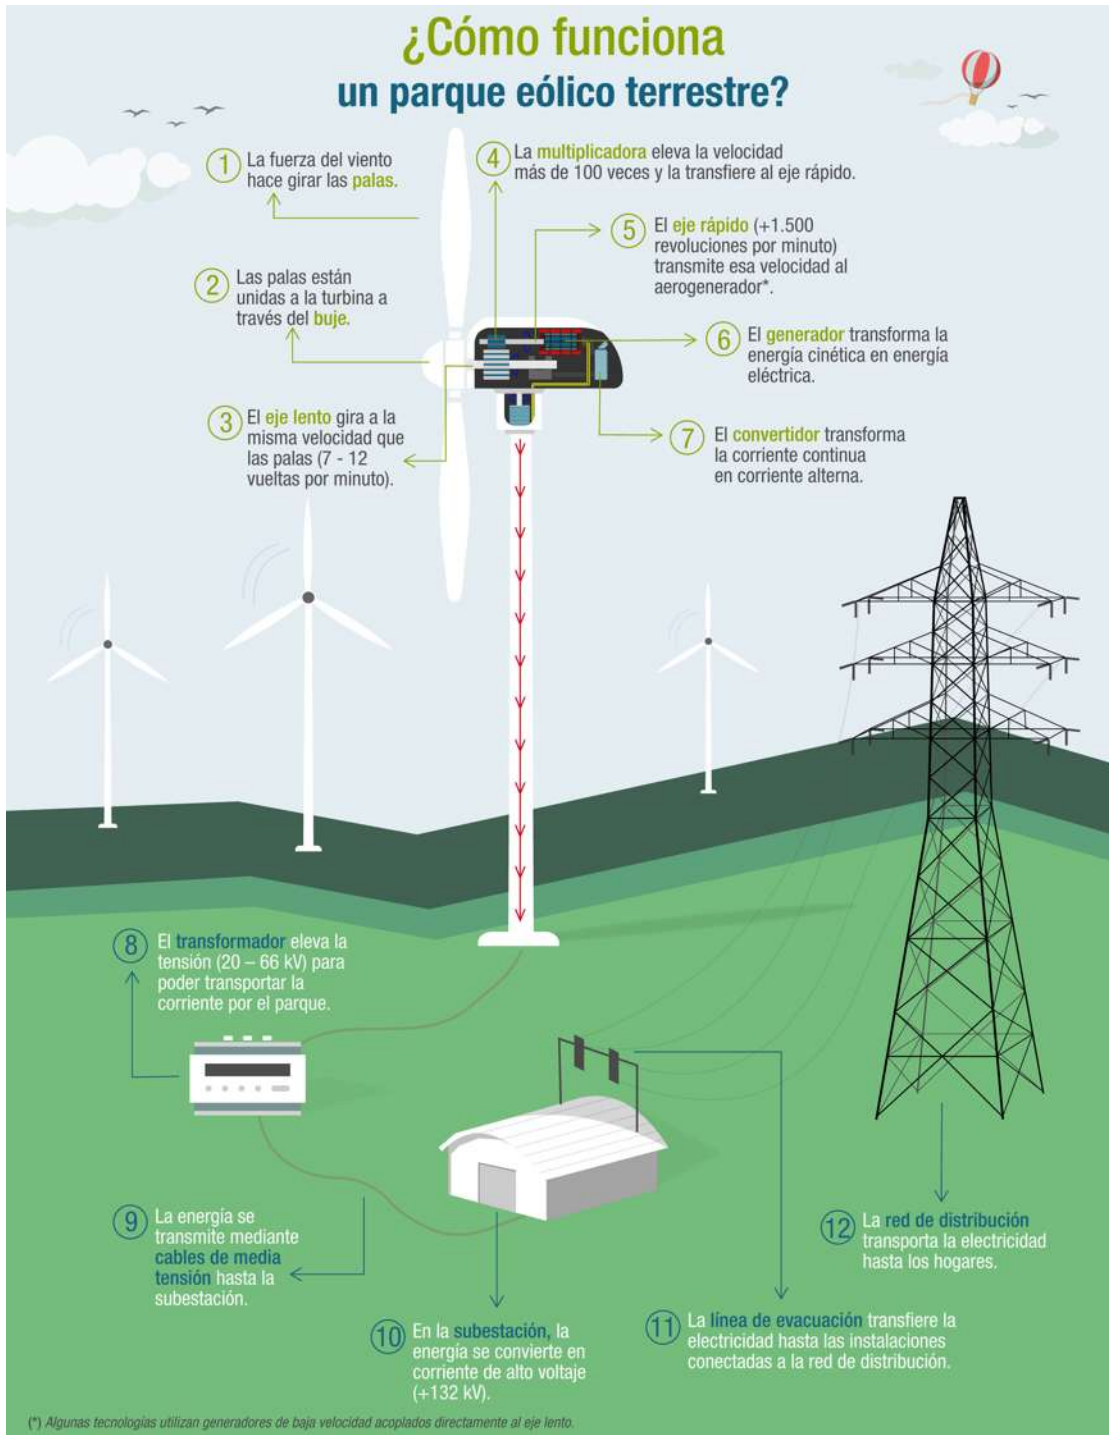 ¿Cómo funciona
un parque eólico terrestre?
1
La fuerza del viento
hace girar las palas.
2
Las palas están
unidas a la turbina a
través del buje.
3
El eje lento gira a la
misma velocidad que
las palas (7 - 12
vueltas por minuto).
4
La multiplicadora eleva la velocidad
más de 100 veces y la transfiere al eje rápido.
5
El eje rápido (+1.500
revoluciones por minuto)
transmite esa velocidad al
aerogenerador*.
6
El generador transforma la
energía cinética en energía
eléctrica.
7
El convertidor transforma
la corriente continua
en corriente alterna.
8
El transformador eleva la
tensión (20 – 66 kV) para
poder transportar la
corriente por el parque.
9
La energía se
transmite mediante
cables de media
tensión hasta la
subestación.
10
En la subestación, la
energía se convierte en
corriente de alto voltaje
(+132 kV).
11
La línea de evacuación transfiere la
electricidad hasta las instalaciones
conectadas a la red de distribución.
12
La red de distribución
transporta la electricidad
hasta los hogares.
(*) Algunas tecnologías utilizan generadores de baja velocidad acoplados directamente al eje lento.